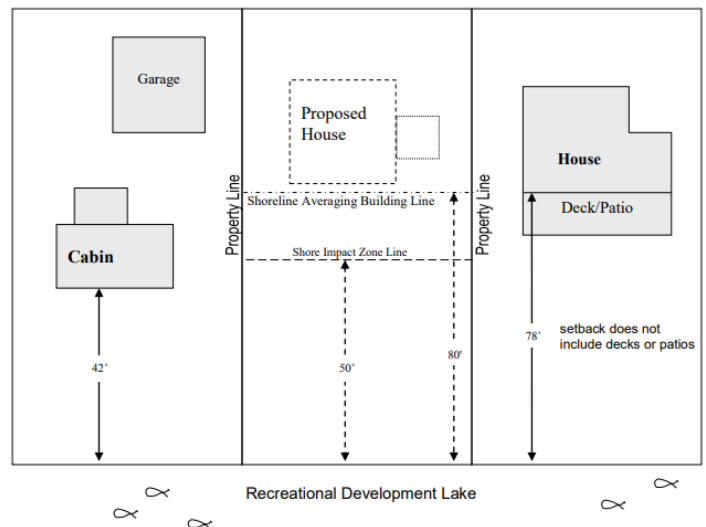 Garage
Proposed
House
House
Property Line
Property Line
Shoreline Averaging Building Line
Deck/Patio
Cabin
Shore Impact Zone Line
setback does not
include decks or patios
78’
80'
42’
50’
Recreational Development Lake